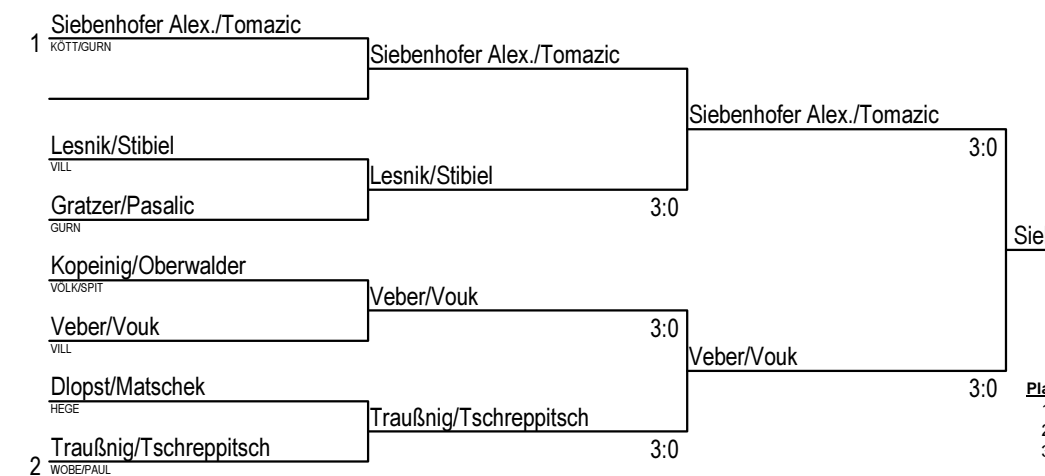 Siebenhofer Alex./Tomazic
1 KÖTT/GURN
Siebenhofer Alex./Tomazic
Siebenhofer Alex./Tomazic
3:0
Lesnik/Stibiel
VILL
Lesnik/Stibiel
3:0
Gratzer/Pasalic
GURN
Kopeinig/Oberwalder
VÖLK/SPIT
Veber/Vouk
3:0
Veber/Vouk
VILL
Veber/Vouk
3:0
Dlopst/Matschek
HEGE
Traußnig/Tschreppitsch
3:0
Traußnig/Tschreppitsch
2 WOBE/PAUL